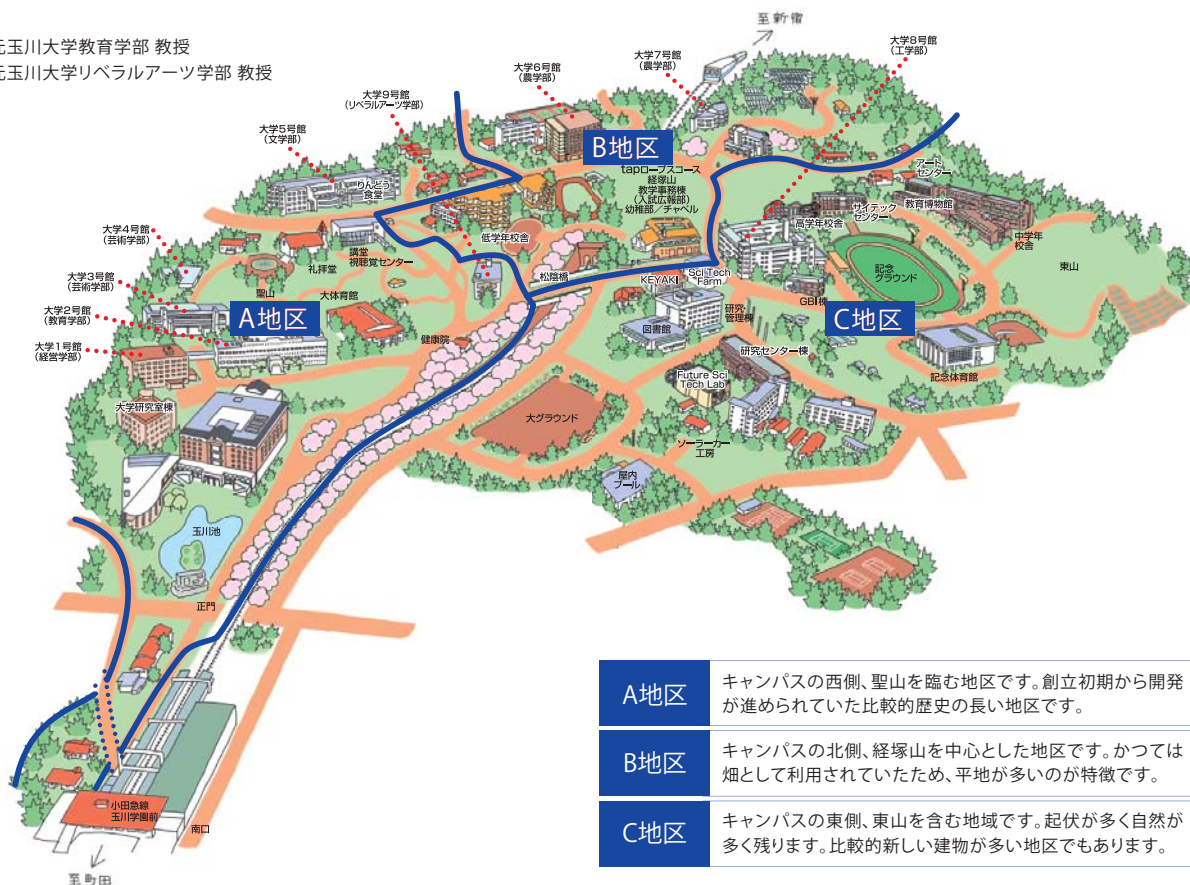 元玉川大学教育学部 教授
元玉川大学リベラルアーツ学部 教授
至新宿
大学8号館
(工学部)
大学7号館
(農学部)
大学6号館
(農学部)
大学9号館
(リベラルアーツ学部)
大学5号館
(文学部)
B地区
tapロープスコース
経塚山
教学事務棟
(入試広報部)
幼稚部/チャペル
アート
センター
教育博物館
サイテック
センター
高学年校舎
中学年
校舎
りんどう
食堂
大学4号館
(芸術学部)
講堂
視聴覚センター
低学年校舎
礼拝堂
松陰橋
KEYAKI
Sci Tech
Farm
記念
グラウンド
東山
大学3号館
(芸術学部)
聖山
大体育館
GBI棟
大学2号館
(教育学部)
A地区
C地区
研究・
管理棟
図書館
健康院
大学1号館
(経営学部)
研究センター棟
記念体育館
Future Sci
Tech Lab
大学研究室棟
大グラウンド
ソーラーカー
工房
屋内
プール
玉川池
正門
小田急線
玉川学園前
南口
至町田
A地区
キャンパスの西側、聖山を臨む地区です。創立初期から開発
が進められていた比較的歴史の長い地区です。
B地区
キャンパスの北側、経塚山を中心とした地区です。かつては
畑として利用されていたため、平地が多いのが特徴です。
C地区
キャンパスの東側、東山を含む地域です。起伏が多く自然が
多く残ります。比較的新しい建物が多い地区でもあります。